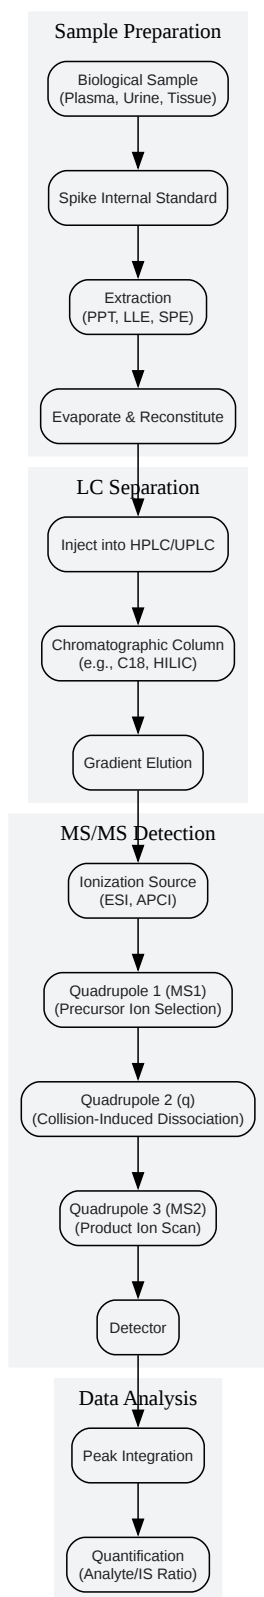 Sample Preparation
Biological Sample
(Plasma, Urine, Tissue)
Spike Internal Standard
Extraction
(PPT, LLE, SPE)
Evaporate & Reconstitute
LC Separation
Inject into HPLC/UPLC
Chromatographic Column
(e.g., C18, HILIC)
Gradient Elution
MS/MS Detection
Ionization Source
(ESI, APCI)
Quadrupole 1 (MS1)
(Precursor Ion Selection)
Quadrupole 2 (q)
(Collision-Induced Dissociation)
Quadrupole 3 (MS2)
(Product Ion Scan)
Detector
Data Analysis
Peak Integration
Quantification
(Analyte/IS Ratio)